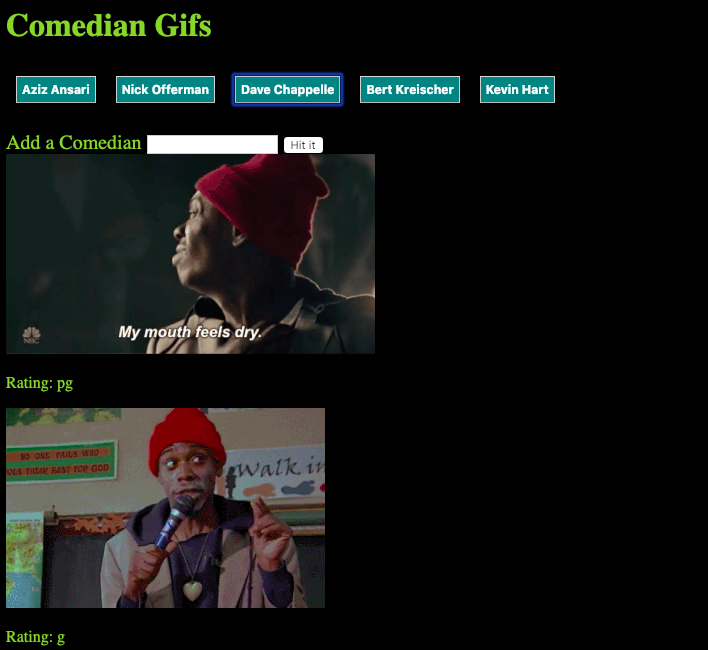 Comedian Gifs
Aziz Ansari Nick Offerman Dave Chappelle Bert Kreischer Kevin Hart
Add a Comedian Hit it
My mouth feels dry.
NBC
Rating: pg
SO ONE FAILS WHO
DOES THEIR BEST FOR GOD
Walk in
Rating: g